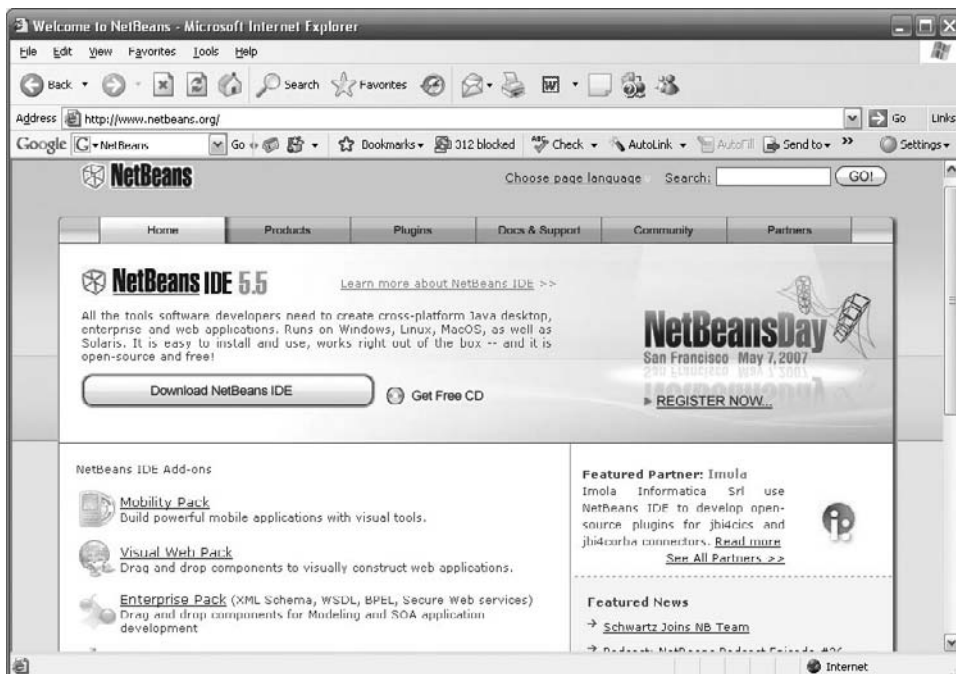 Welcome to NetBeans - Microsoft Internet Explorer
File Edit View Favorites Tools Help
Back Search Favorites
Address http://www.netbeans.org/ Go Links
Google G NetBeans Go Bookmarks 312 blocked ABC Check AutoLink AutoFill Send to >> Settings
NetBeans
Choose page language Search: GO!
Home Products Plugins Docs & Support Community Partners
NetBeans IDE 5.5
Learn more about NetBeans IDE >>
All the tools software developers need to create cross-platform Java desktop,
enterprise and web applications. Runs on Windows, Linux, MacOS, as well as
Solaris. It is easy to install and use, works right out of the box -- and it is
open-source and free!
Download NetBeans IDE Get Free CD
NetBeansDay
San Francisco May 7, 2007
REGISTER NOW...
NetBeans IDE Add-ons
Mobility Pack
Build powerful mobile applications with visual tools.
Visual Web Pack
Drag and drop components to visually construct web applications.
Enterprise Pack (XML Schema, WSDL, BPEL, Secure Web services)
Drag and drop components for Modeling and SOA application
development
Featured Partner: Imola
Imola Informatica Srl use
NetBeans IDE to develop open-
source plugins for jbi4cics and
jbi4corba connectors. Read more
See All Partners >>
Featured News
Schwartz Joins NB Team
Podcast: NetBeans Podcast Episode #26
Internet